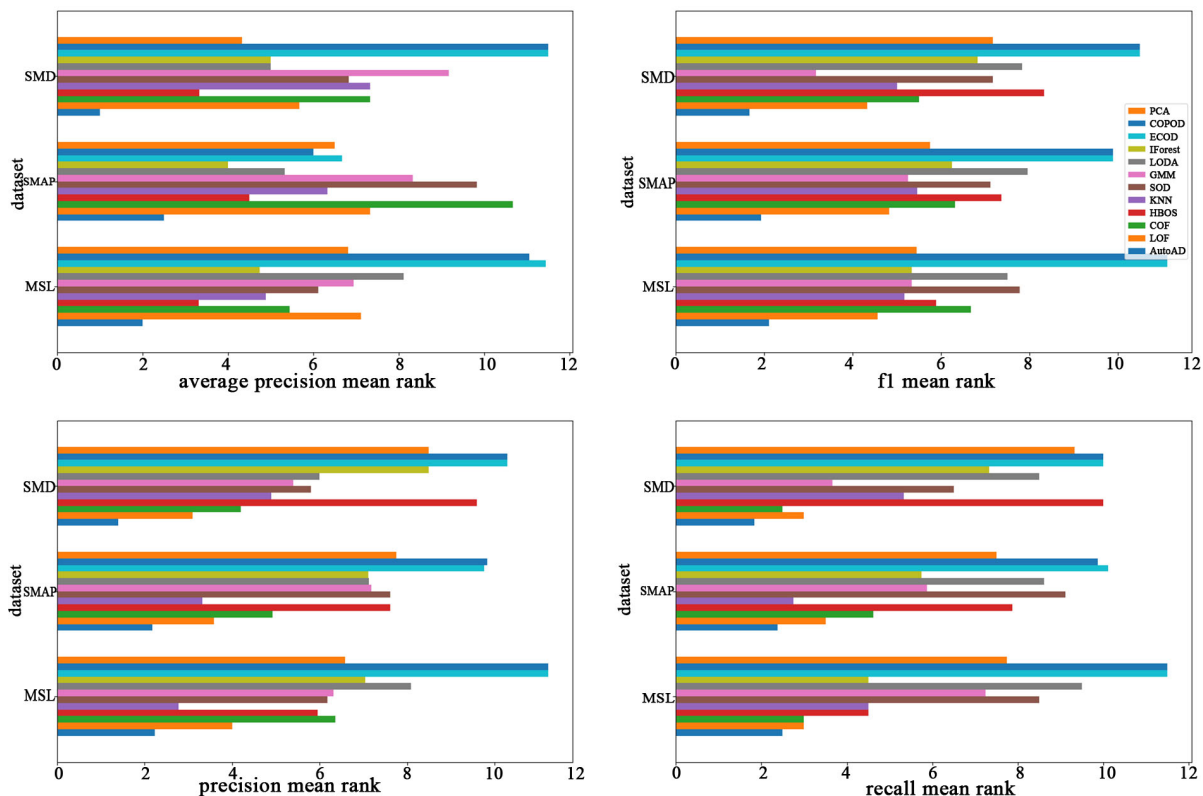 SMD
SMAP
MSL
dataset
0 2 4 6 8 10 12
average precision mean rank
SMD
SMAP
MSL
dataset
0 2 4 6 8 10 12
f1 mean rank
PCA
COPOD
ECOD
IForest
LODA
GMM
SOD
KNN
HBOS
COF
LOF
AutoAD
SMD
SMAP
MSL
dataset
0 2 4 6 8 10 12
precision mean rank
SMD
SMAP
MSL
dataset
0 2 4 6 8 10 12
recall mean rank